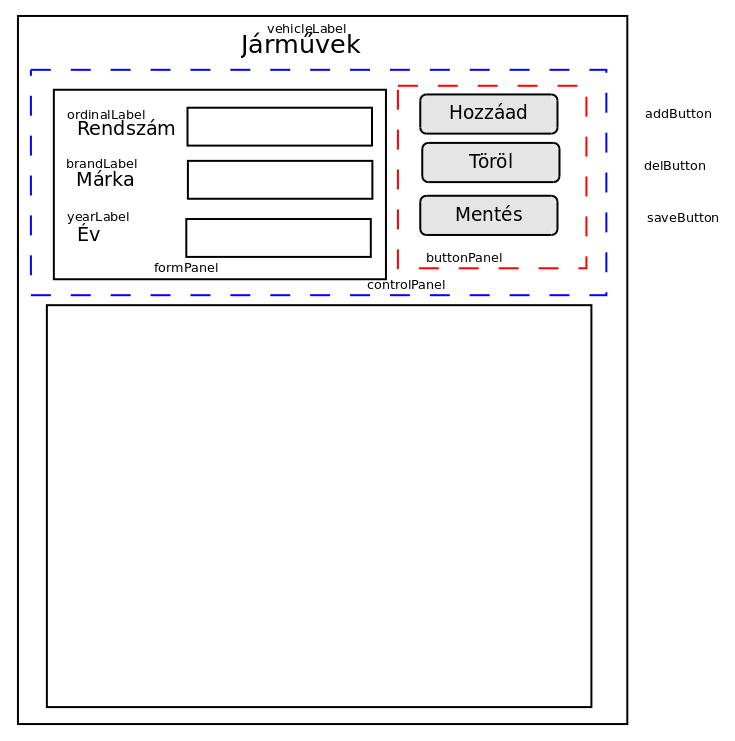 vehicleLabel
Járművek
ordinalLabel
Rendszám
brandLabel
Márka
yearLabel
Év
formPanel
Hozzáad
Töröl
Mentés
buttonPanel
controlPanel
addButton
delButton
saveButton